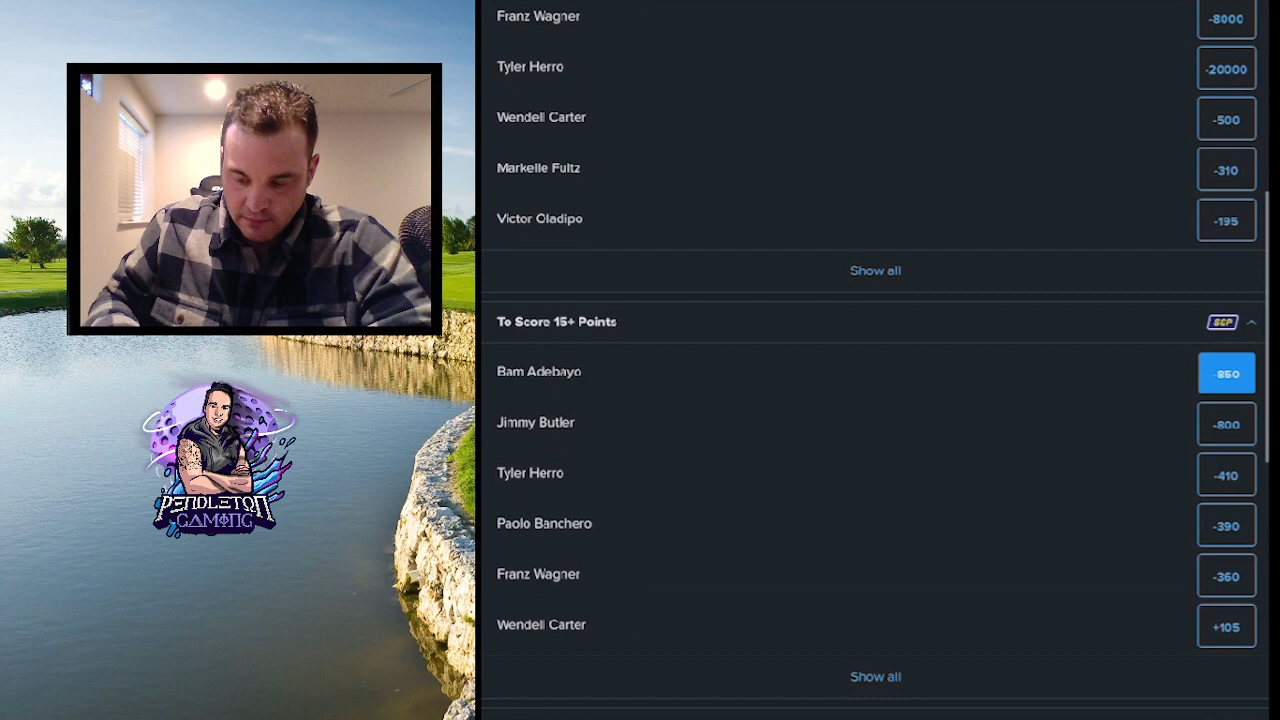 Franz Wagner
-8000
Tyler Herro
-20000
Wendell Carter
-500
Markelle Fultz
-310
Victor Oladipo
-195
Show all
To Score 15+ Points
SGP
Bam Adebayo
-850
Jimmy Butler
-800
Tyler Herro
-410
Paolo Banchero
-390
Franz Wagner
-360
Wendell Carter
+105
Show all
PENDLETON
GAMING